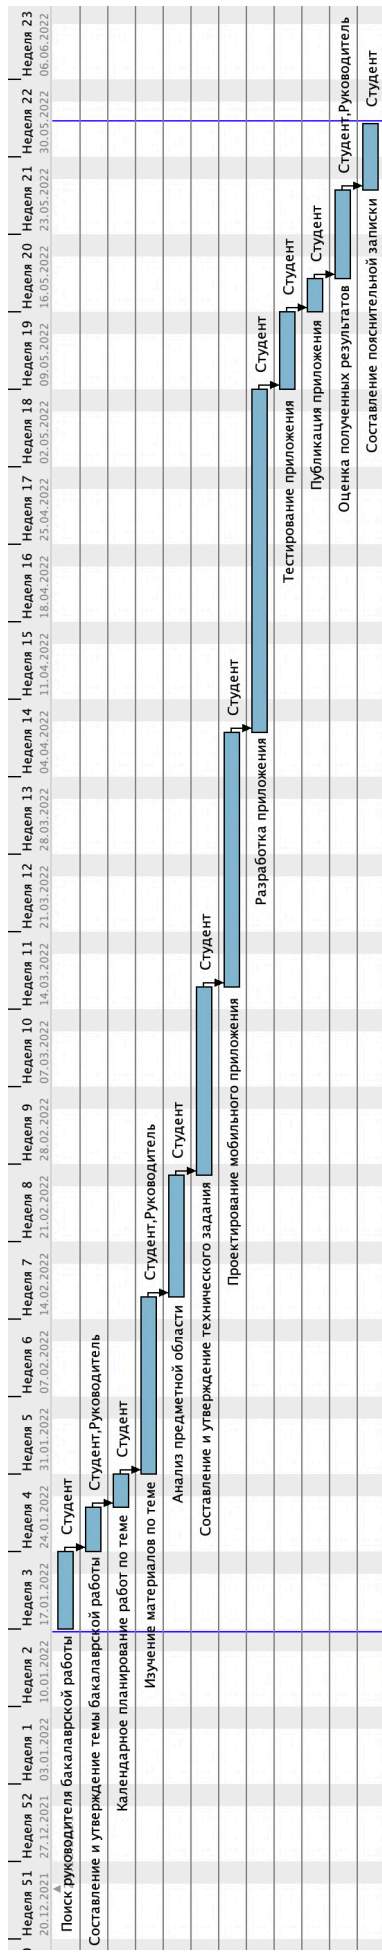 Неделя 51
Неделя 52
Неделя 1
Неделя 2
Неделя 3
Неделя 4
Неделя 5
Неделя 6
Неделя 7
Неделя 8
Неделя 9
Неделя 10
Неделя 11
Неделя 12
Неделя 13
Неделя 14
Неделя 15
Неделя 16
Неделя 17
Неделя 18
Неделя 19
Неделя 20
Неделя 21
Неделя 22
Неделя 23
20.12.2021
27.12.2021
03.01.2022
10.01.2022
17.01.2022
24.01.2022
31.01.2022
07.02.2022
14.02.2022
21.02.2022
28.02.2022
07.03.2022
14.03.2022
21.03.2022
28.03.2022
04.04.2022
11.04.2022
18.04.2022
25.04.2022
02.05.2022
09.05.2022
16.05.2022
23.05.2022
30.05.2022
06.06.2022
Поиск руководителя бакалаврской работы
Студент
Составление и утверждение темы бакалаврской работы
Студент,Руководитель
Календарное планирование работ по теме
Студент
Изучение материалов по теме
Студент,Руководитель
Анализ предметной области
Студент
Составление и утверждение технического задания
Студент
Проектирование мобильного приложения
Студент
Разработка приложения
Студент
Тестирование приложения
Студент
Публикация приложения
Студент
Оценка полученных результатов
Студент,Руководитель
Составление пояснительной записки
Студент